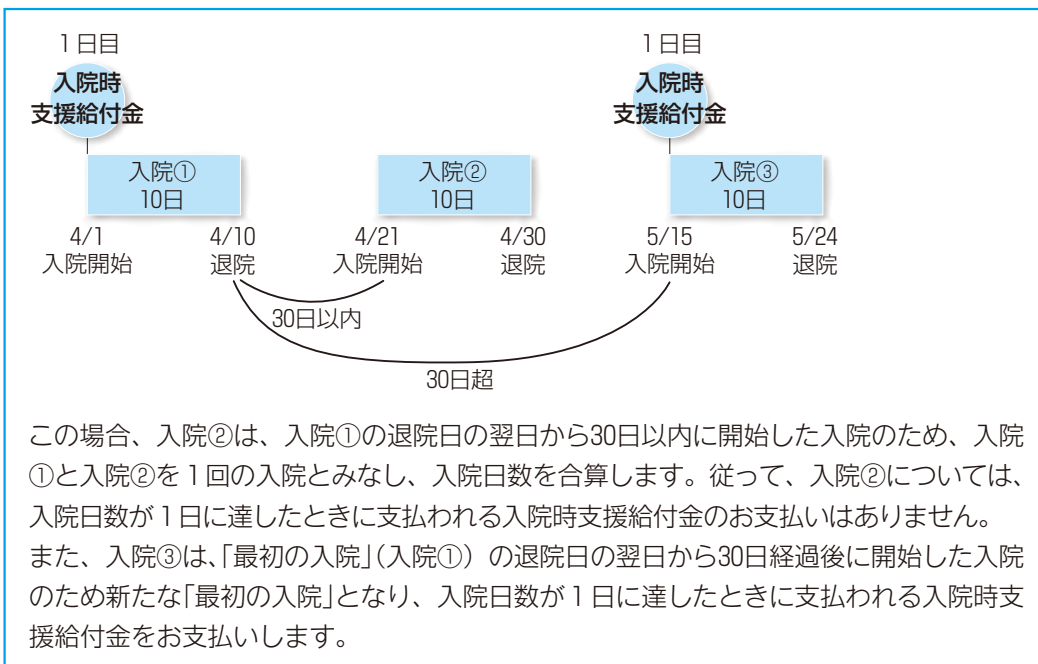 1日目 1日目
入院時 入院時
支援給付金 支援給付金
入院① 入院② 入院③
10日 10日 10日
4/1 4/10 4/21 4/30 5/15 5/24
入院開始 退院 入院開始 退院 入院開始 退院
30日以内
30日超
この場合、入院②は、入院①の退院日の翌日から30日以内に開始した入院のため、入院
①と入院②を1回の入院とみなし、入院日数を合算します。従って、入院②については、
入院日数が1日に達したときに支払われる入院時支援給付金のお支払いはありません。
また、入院③は、「最初の入院」(入院①)の退院日の翌日から30日経過後に開始した入院
のため新たな「最初の入院」となり、入院日数が1日に達したときに支払われる入院時支
援給付金をお支払いします。